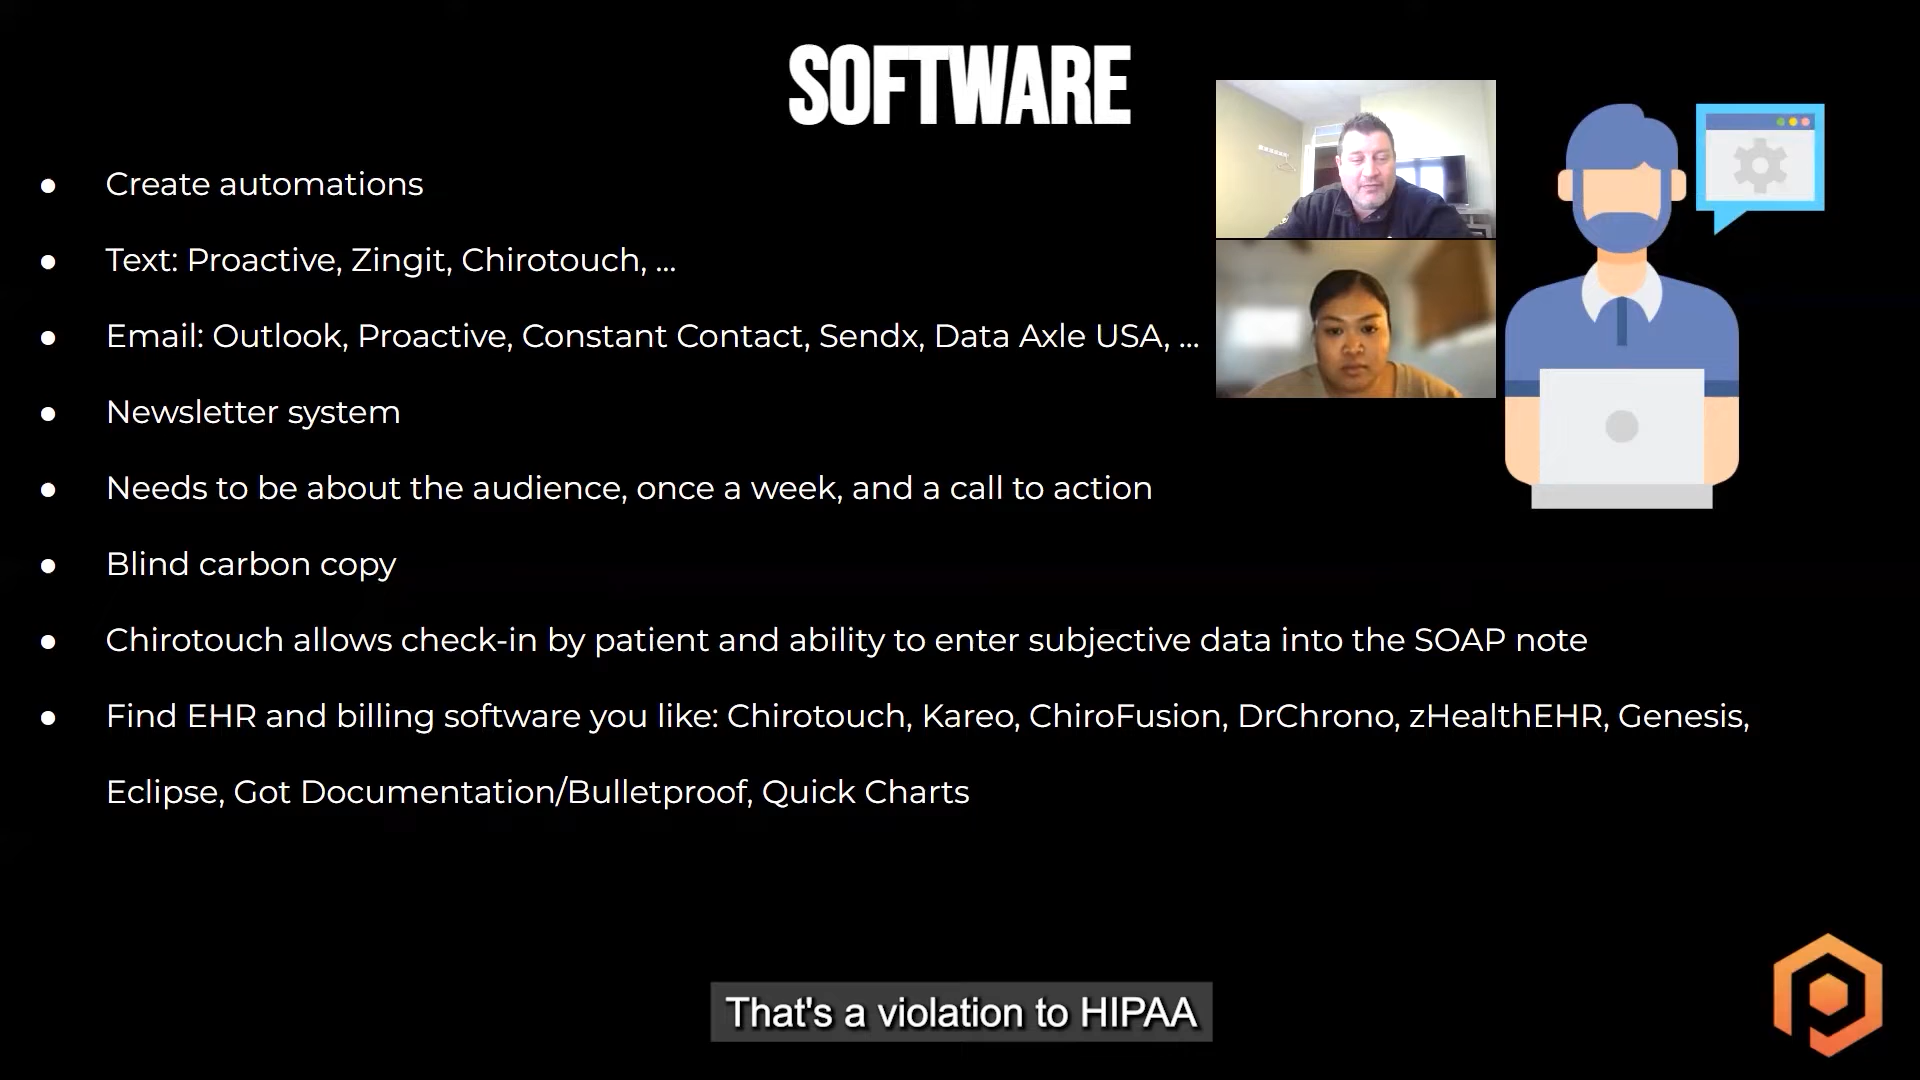 SOFTWARE
● Create automations
● Text: Proactive, Zingit, Chirotouch, ...
● Email: Outlook, Proactive, Constant Contact, Sendx, Data Axle USA, ...
● Newsletter system
● Needs to be about the audience, once a week, and a call to action
● Blind carbon copy
● Chirotouch allows check-in by patient and ability to enter subjective data into the SOAP note
● Find EHR and billing software you like: Chirotouch, Kareo, ChiroFusion, DrChrono, zHealthEHR, Genesis,
Eclipse, Got Documentation/Bulletproof, Quick Charts
That's a violation to HIPAA